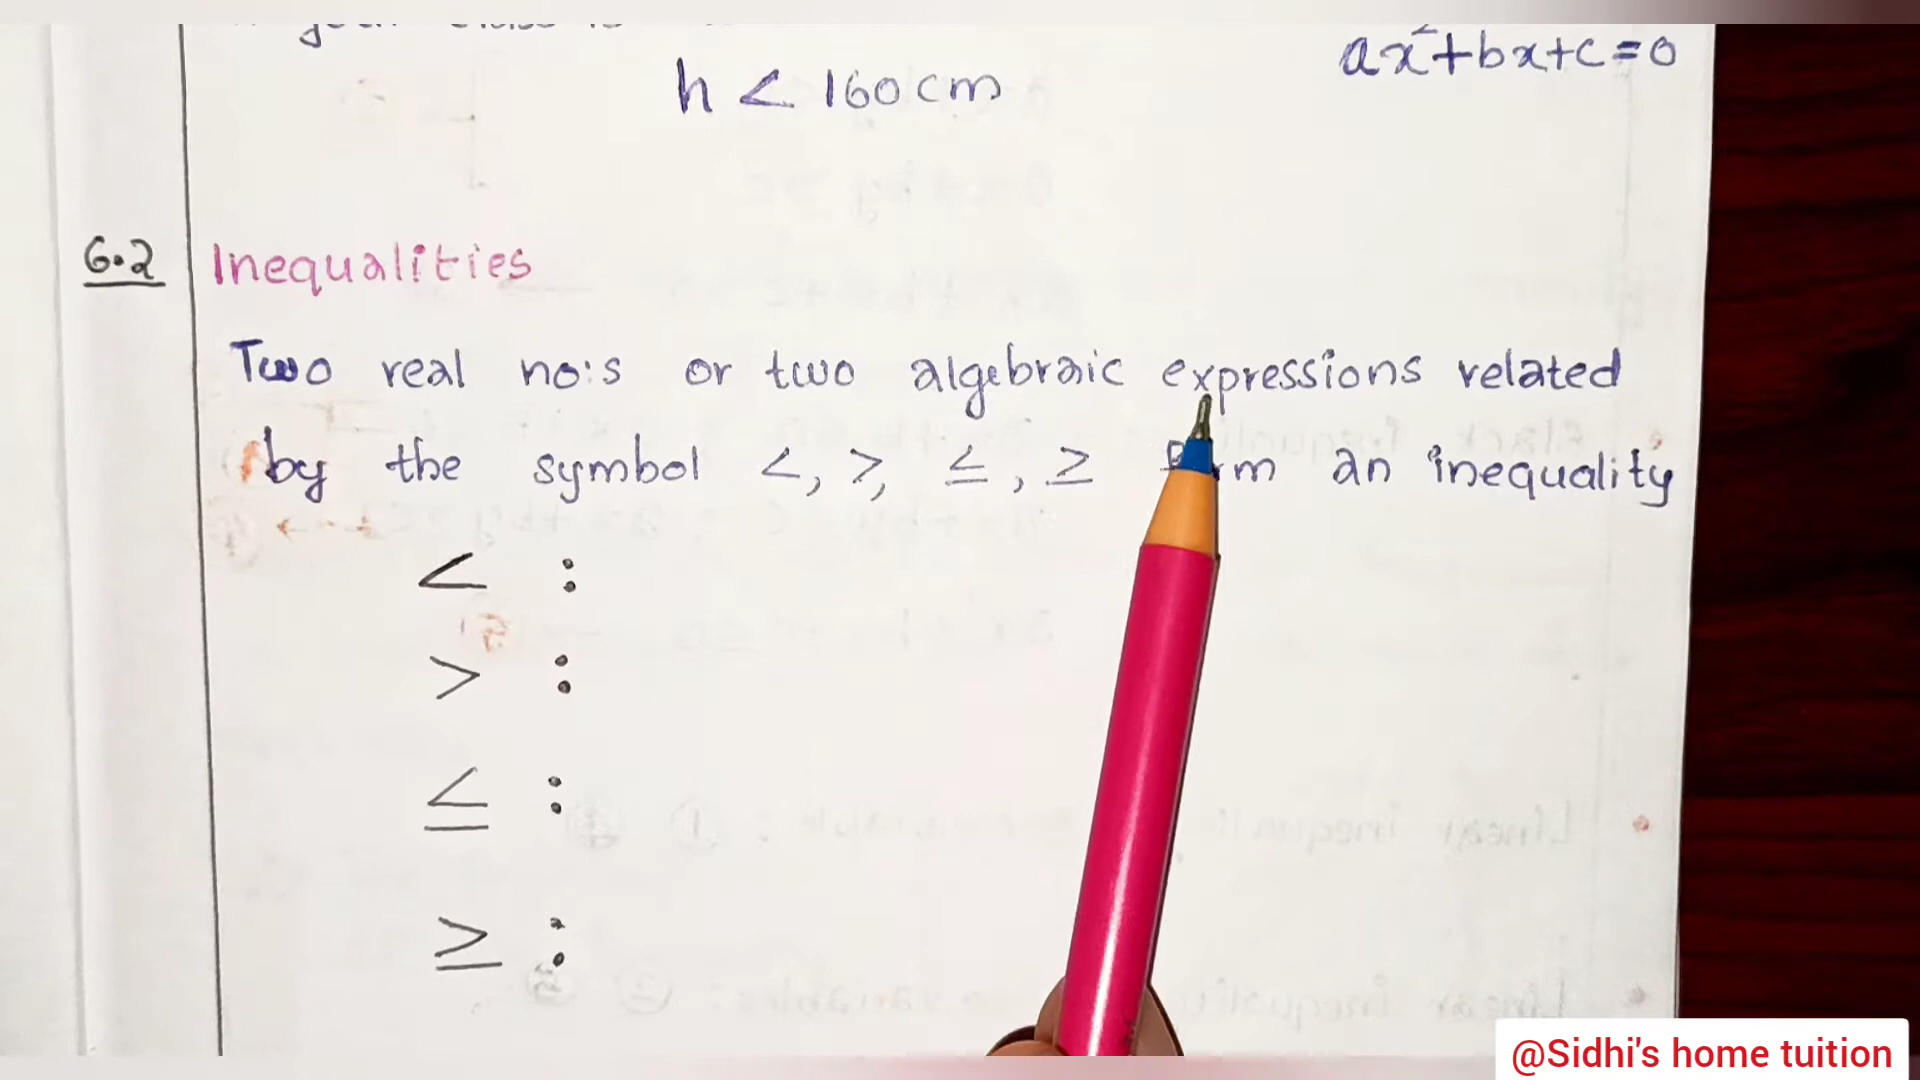 h < 160 cm
ax²+bx+c=0
6.2 Inequalities
Two real no:s or two algebraic expressions related
by the symbol <, >, ≤, ≥ an inequality
< :
> :
≤ :
≥ :
@Sidhi's home tuition